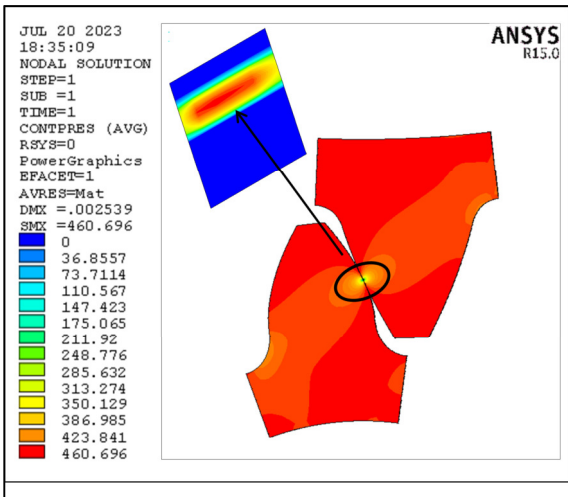 JUL 20 2023
18:35:09
NODAL SOLUTION
STEP=1
SUB =1
TIME=1
CONTPRES (AVG)
RSYS=0
PowerGraphics
EFACET=1
AVRES=Mat
DMX =.002539
SMX =460.696
0
36.8557
73.7114
110.567
147.423
175.065
211.92
248.776
285.632
313.274
350.129
386.985
423.841
460.696
ANSYS
R15.0